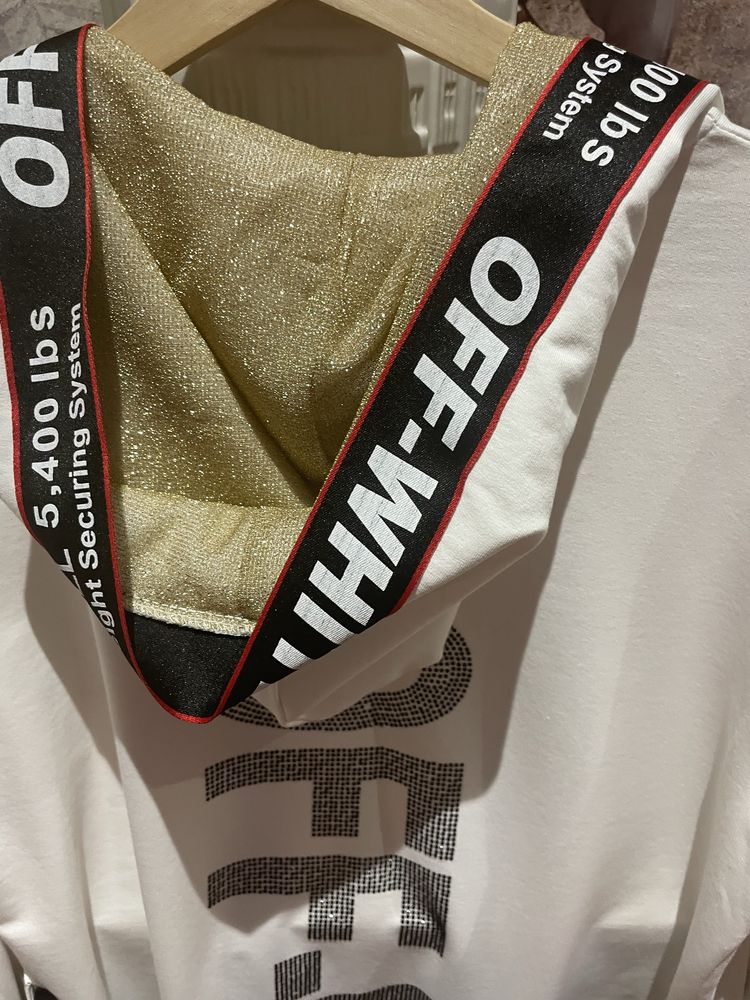 OFF
5,400 lbs
Securing System
OFF-WHI
00 lbs
System
OFF.